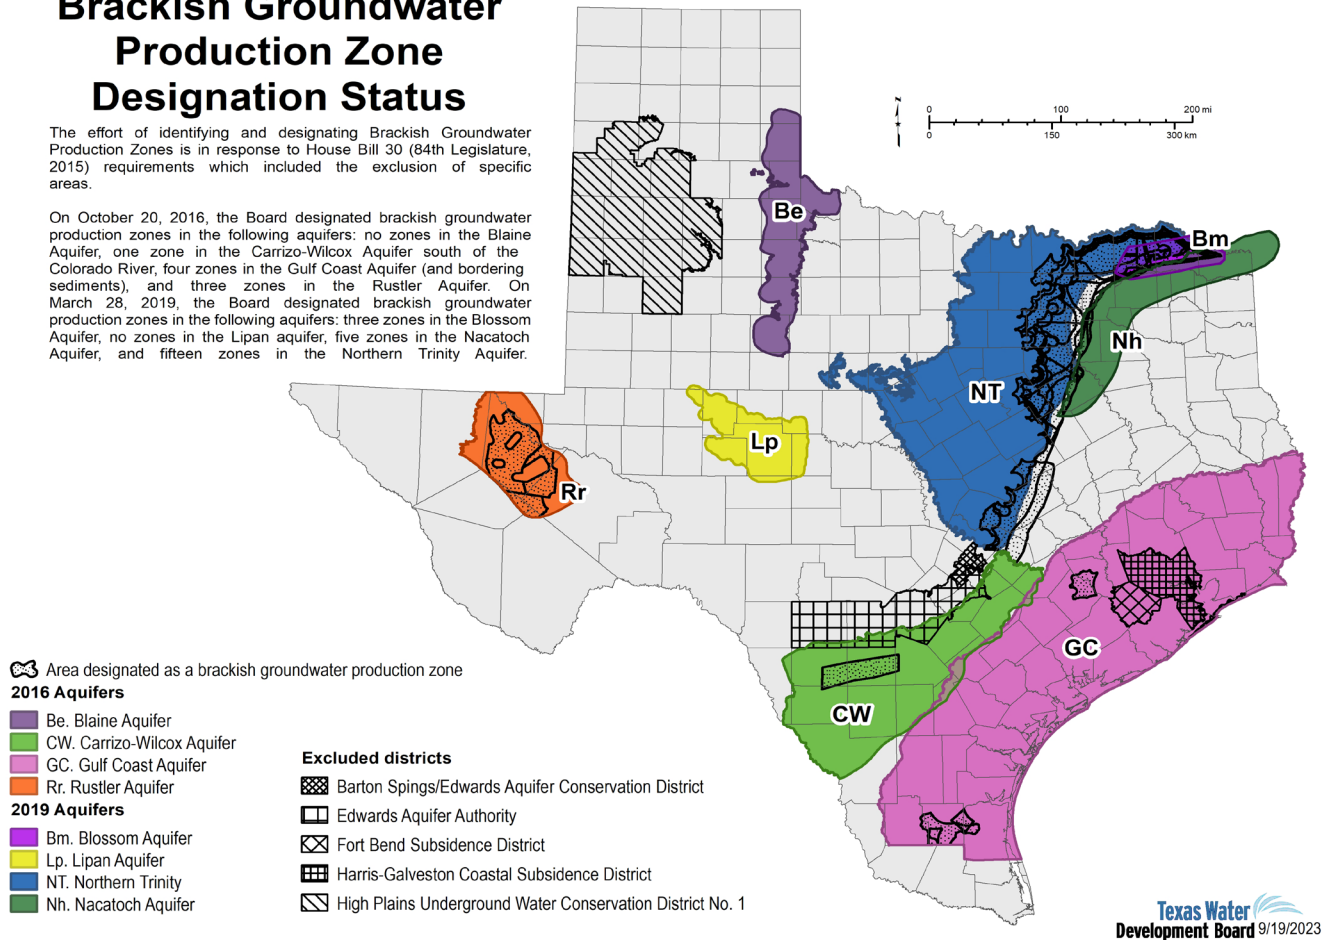 Brackish Groundwater
Production Zone
Designation Status
The effort of identifying and designating Brackish Groundwater
Production Zones is in response to House Bill 30 (84th Legislature,
2015) requirements which included the exclusion of specific
areas.
On October 20, 2016, the Board designated brackish groundwater
production zones in the following aquifers: no zones in the Blaine
Aquifer, one zone in the Carrizo-Wilcox Aquifer south of the
Colorado River, four zones in the Gulf Coast Aquifer (and bordering
sediments), and three zones in the Rustler Aquifer. On
March 28, 2019, the Board designated brackish groundwater
production zones in the following aquifers: three zones in the Blossom
Aquifer, no zones in the Lipan aquifer, five zones in the Nacatoch
Aquifer, and fifteen zones in the Northern Trinity Aquifer.
N
0 100 200 mi
0 150 300 km
Be
Bm
Nh
NT
Lp
Rr
GC
CW
Area designated as a brackish groundwater production zone
2016 Aquifers
Be. Blaine Aquifer
CW. Carrizo-Wilcox Aquifer
GC. Gulf Coast Aquifer
Rr. Rustler Aquifer
2019 Aquifers
Bm. Blossom Aquifer
Lp. Lipan Aquifer
NT. Northern Trinity
Nh. Nacatoch Aquifer
Excluded districts
Barton Spings/Edwards Aquifer Conservation District
Edwards Aquifer Authority
Fort Bend Subsidence District
Harris-Galveston Coastal Subsidence District
High Plains Underground Water Conservation District No. 1
Texas Water
Development Board 9/19/2023